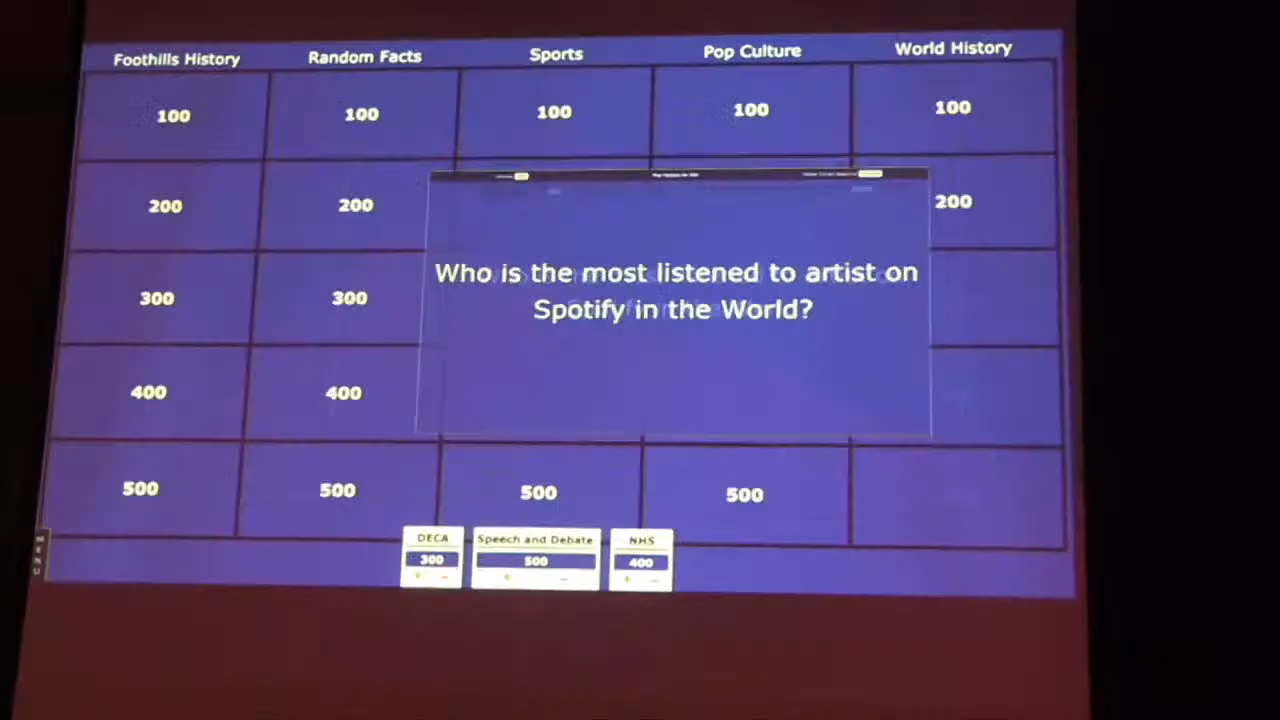 Foothills History Random Facts Sports Pop Culture World History
100 100 100 100 100
200 200 200
Who is the most listened to artist on
Spotify in the World?
300 300
400 400
500 500 500 500
MENU
DECA Speech and Debate NHS
300 500 400
+ − + − + −